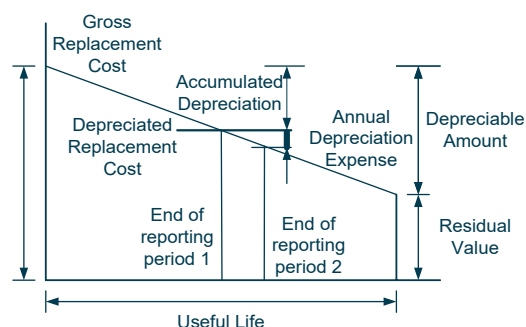 Gross
Replacement
Cost
Accumulated
Depreciation
Depreciated
Replacement
Cost
Annual
Depreciation
Expense
Depreciable
Amount
End of
reporting
period 1
End of
reporting
period 2
Residual
Value
Useful Life